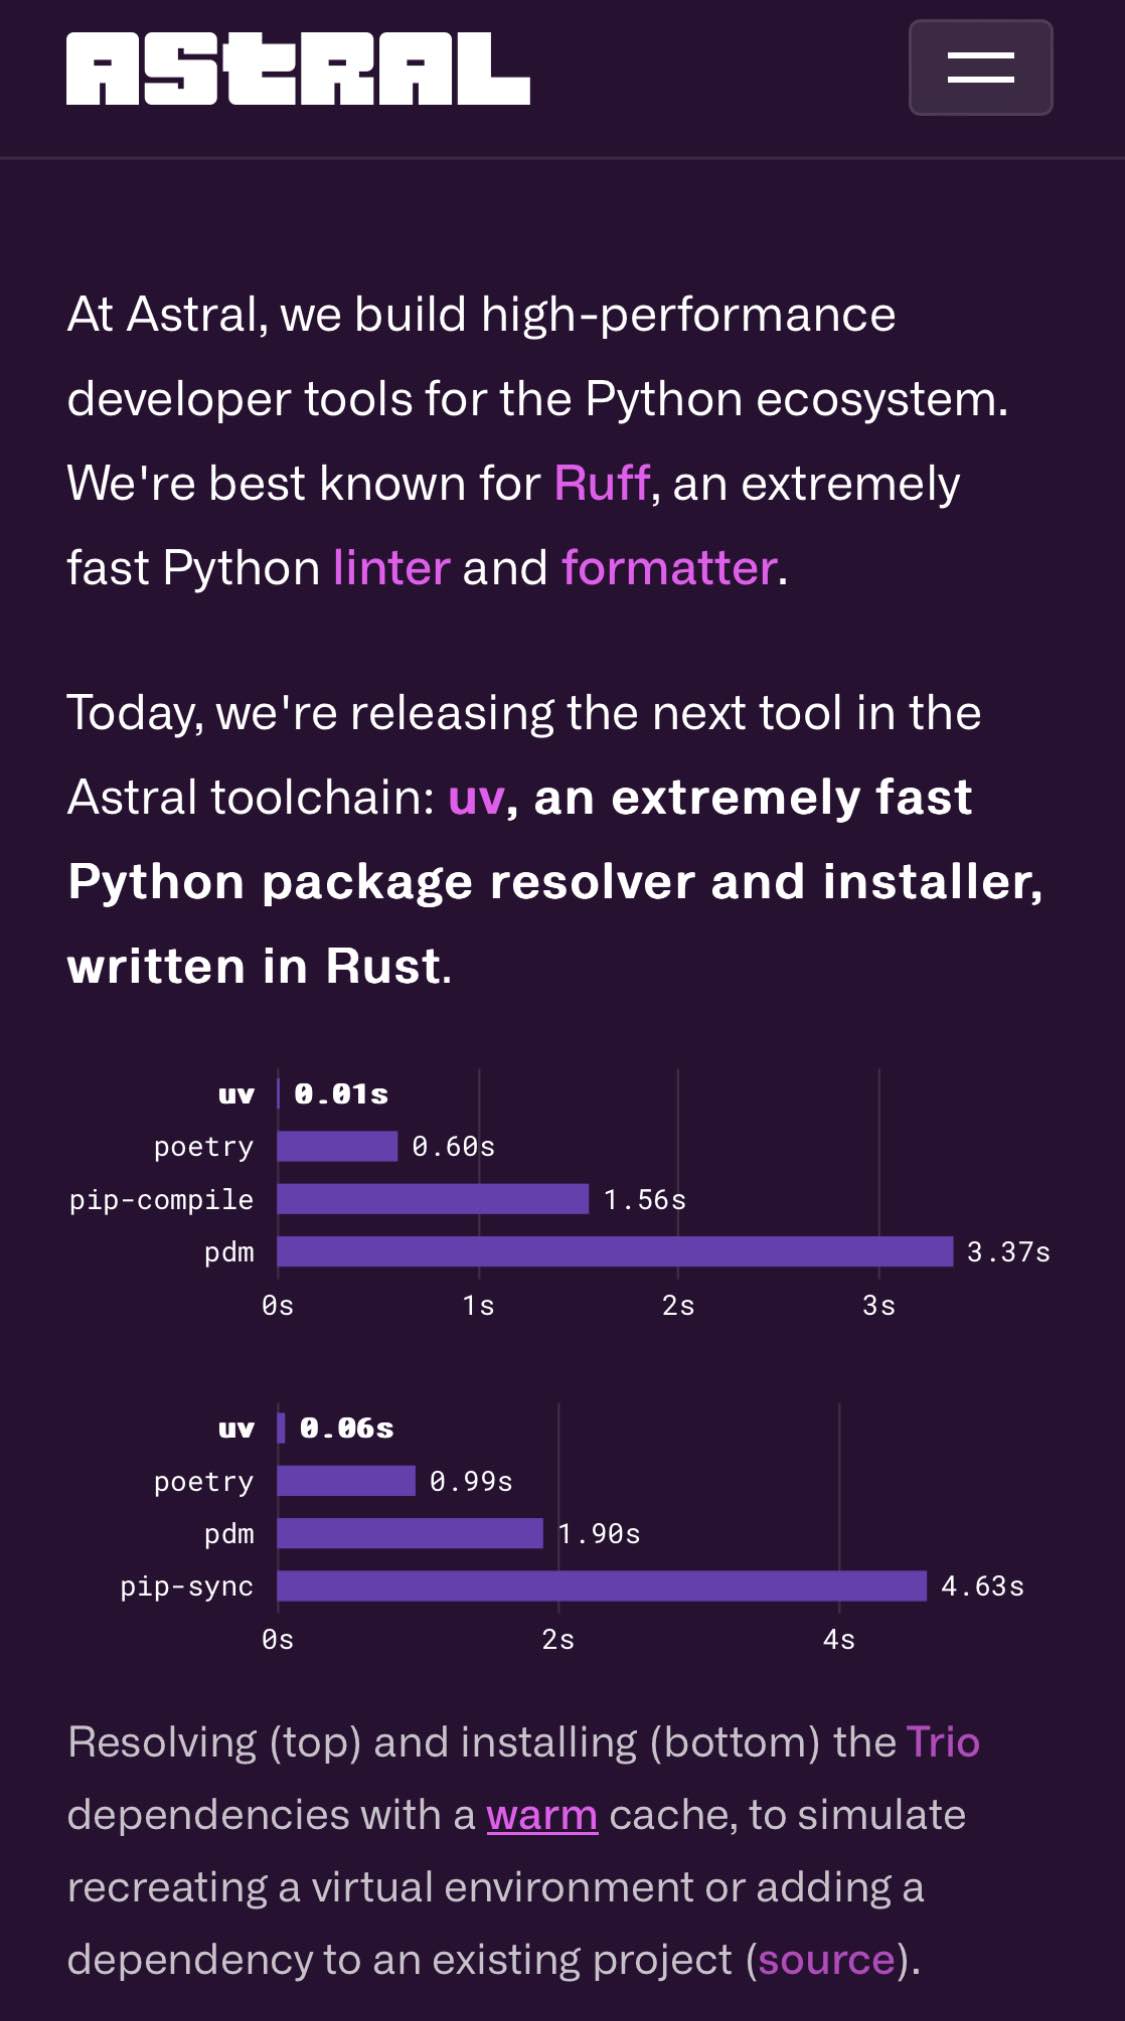 ASTRAL
At Astral, we build high-performance
developer tools for the Python ecosystem.
We're best known for Ruff, an extremely
fast Python linter and formatter.
Today, we're releasing the next tool in the
Astral toolchain: uv, an extremely fast
Python package resolver and installer,
written in Rust.
uv 0.01s
poetry 0.60s
pip-compile 1.56s
pdm 3.37s
0s 1s 2s 3s
uv 0.06s
poetry 0.99s
pdm 1.90s
pip-sync 4.63s
0s 2s 4s
Resolving (top) and installing (bottom) the Trio
dependencies with a warm cache, to simulate
recreating a virtual environment or adding a
dependency to an existing project (source).